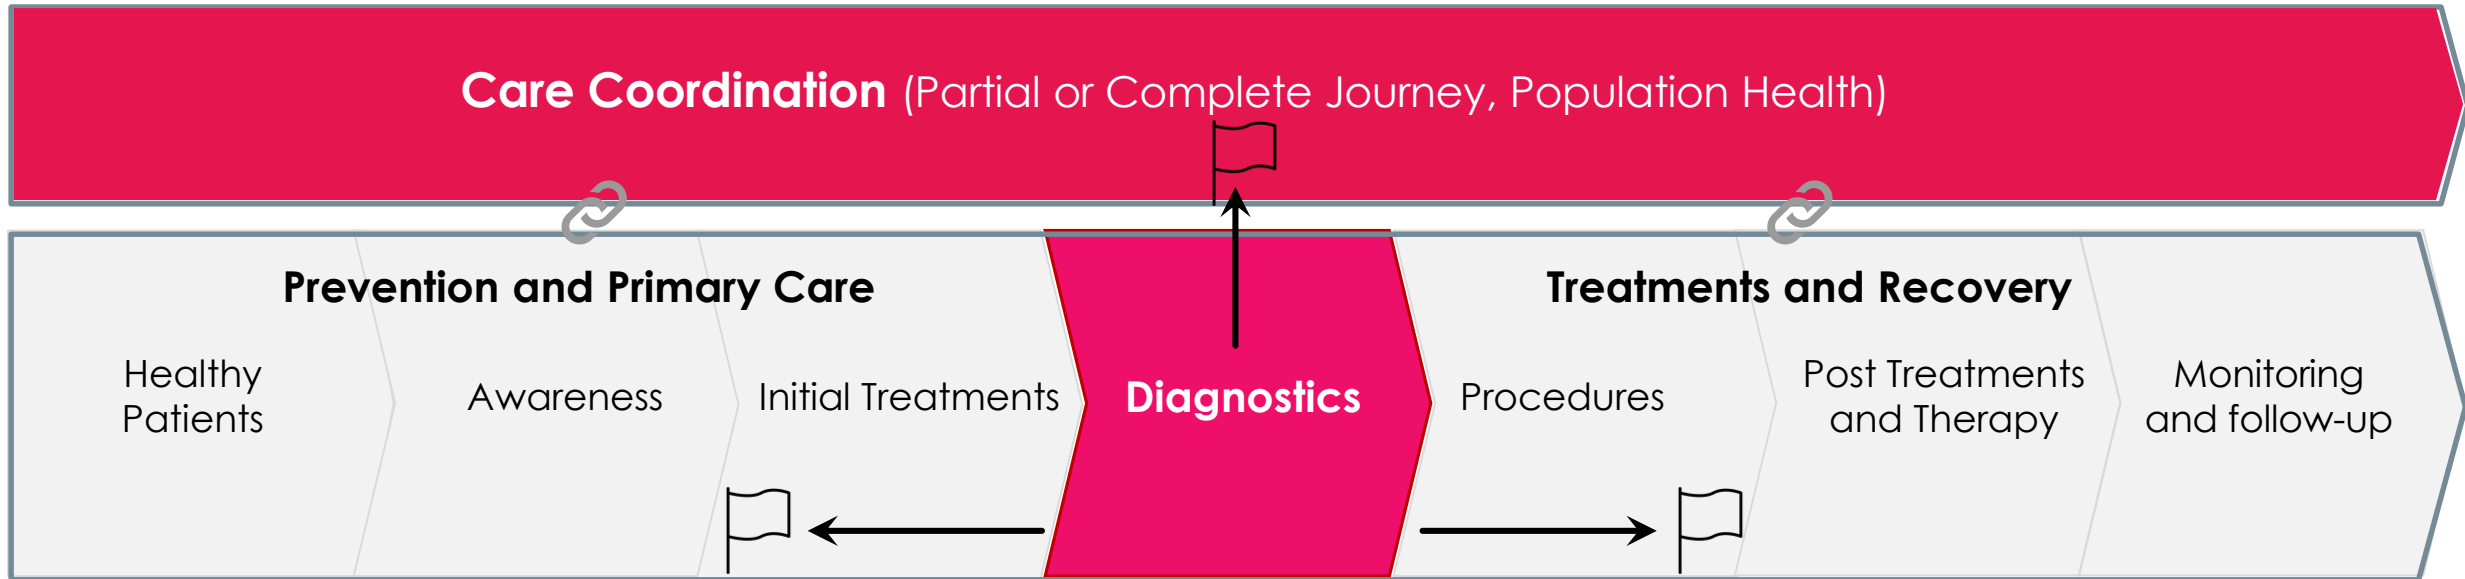 Care Coordination (Partial or Complete Journey, Population Health)
Prevention and Primary Care
Treatments and Recovery
Healthy
Patients
Awareness
Initial Treatments
Diagnostics
Procedures
Post Treatments
and Therapy
Monitoring
and follow-up